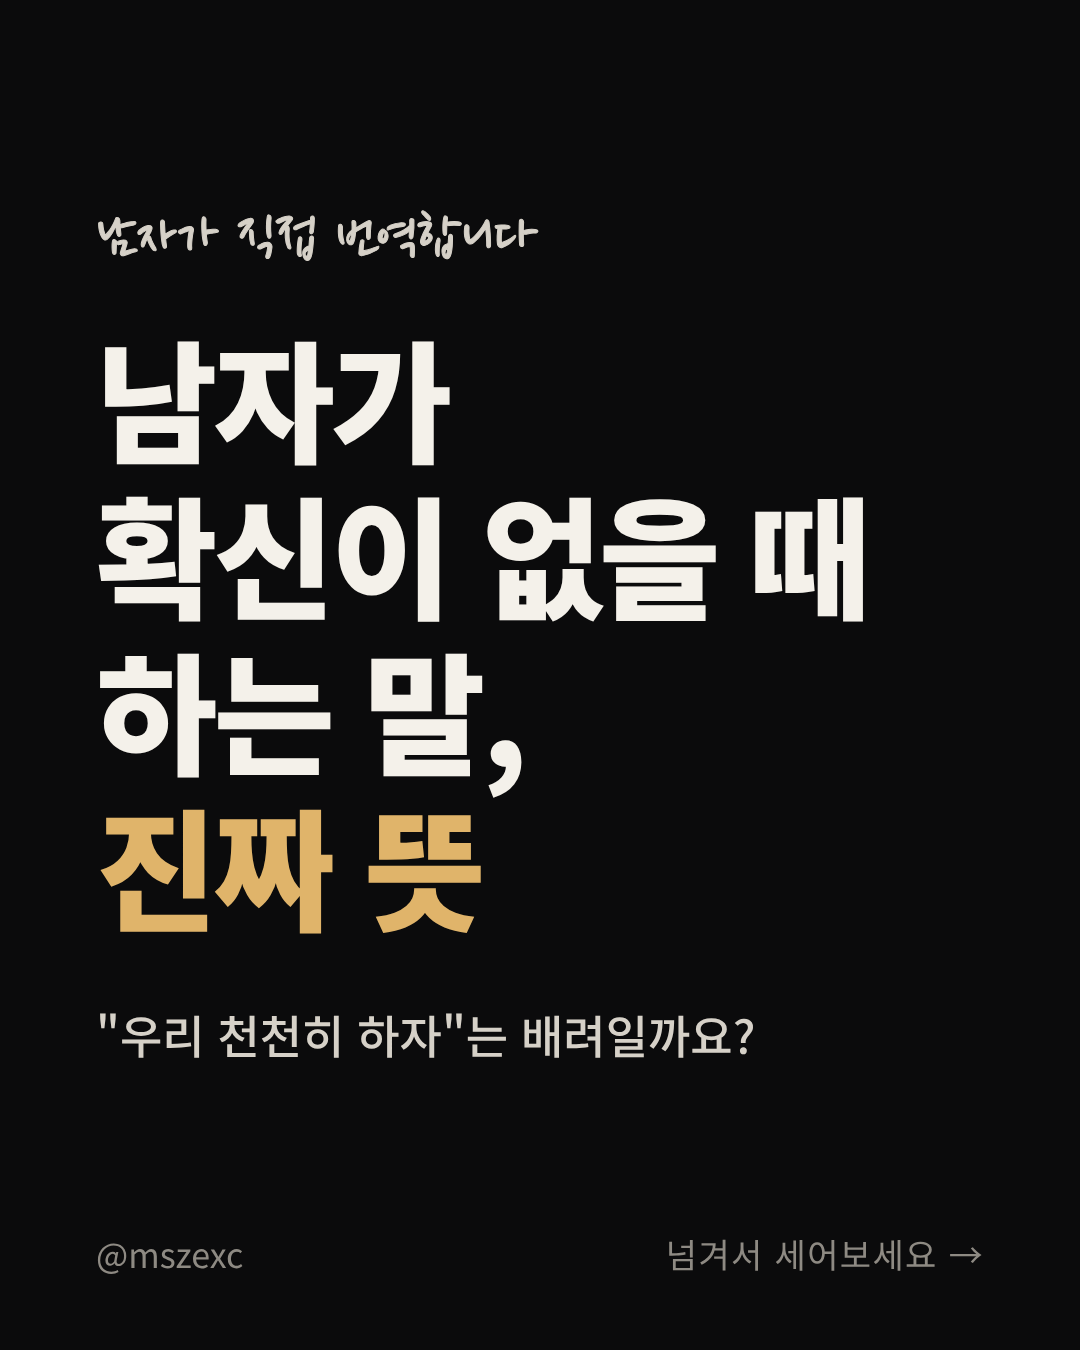 남자가 직접 번역합니다
남자가
확신이 없을 때
하는 말,
진짜 뜻
"우리 천천히 하자"는 배려일까요?
@mszexc
넘겨서 세어보세요 →